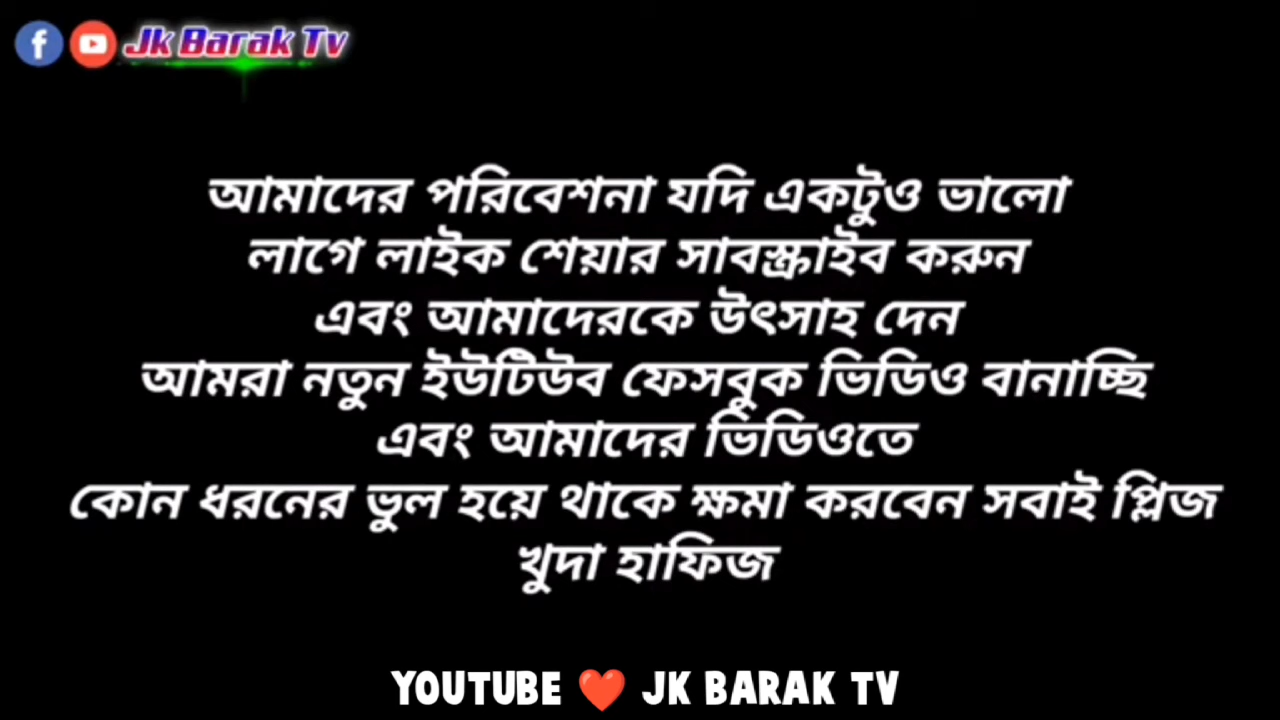 Jk Barak Tv
আমাদের পরিবেশনা যদি একটুও ভালো
লাগে লাইক শেয়ার সাবস্ক্রাইব করুন
এবং আমাদেরকে উৎসাহ দেন
আমরা নতুন ইউটিউব ফেসবুক ভিডিও বানাচ্ছি
এবং আমাদের ভিডিওতে
কোন ধরনের ভুল হয়ে থাকে ক্ষমা করবেন সবাই প্লিজ
খুদা হাফিজ
YOUTUBE ❤️ JK BARAK TV